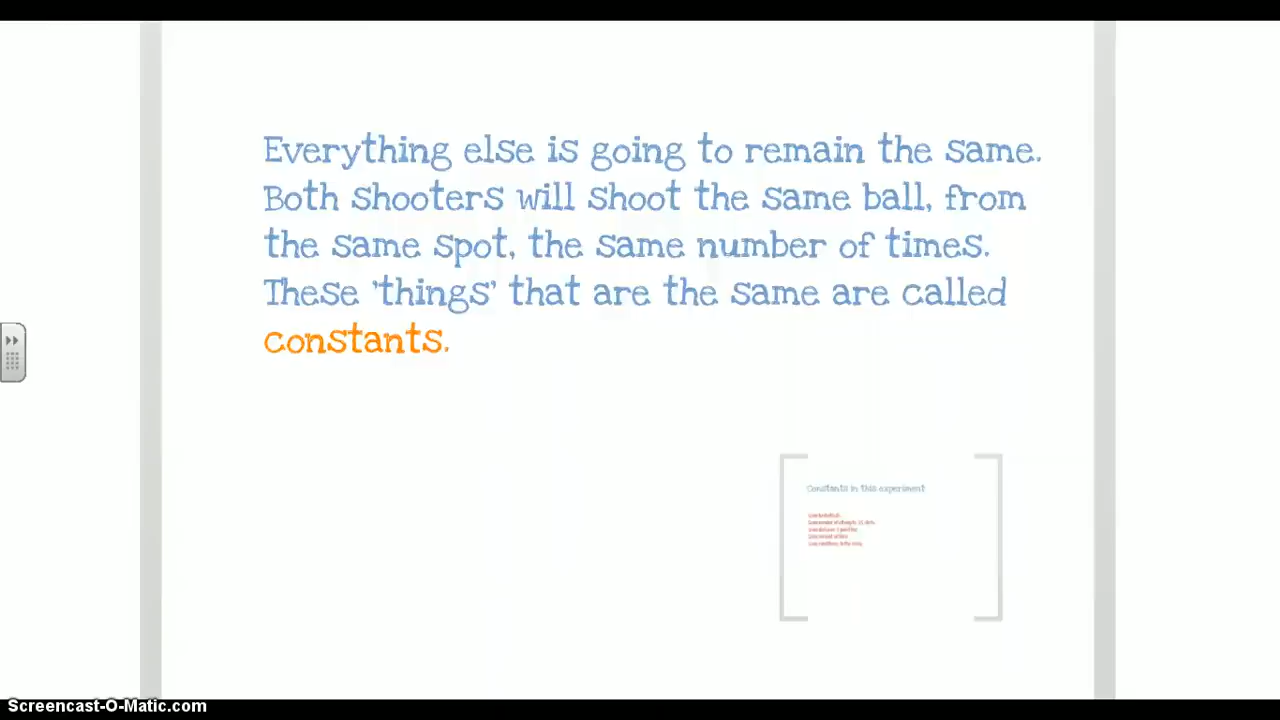 Everything else is going to remain the same.
Both shooters will shoot the same ball, from
the same spot, the same number of times.
These 'things' that are the same are called
constants.
Constants in this experiment
Screencast-O-Matic.com